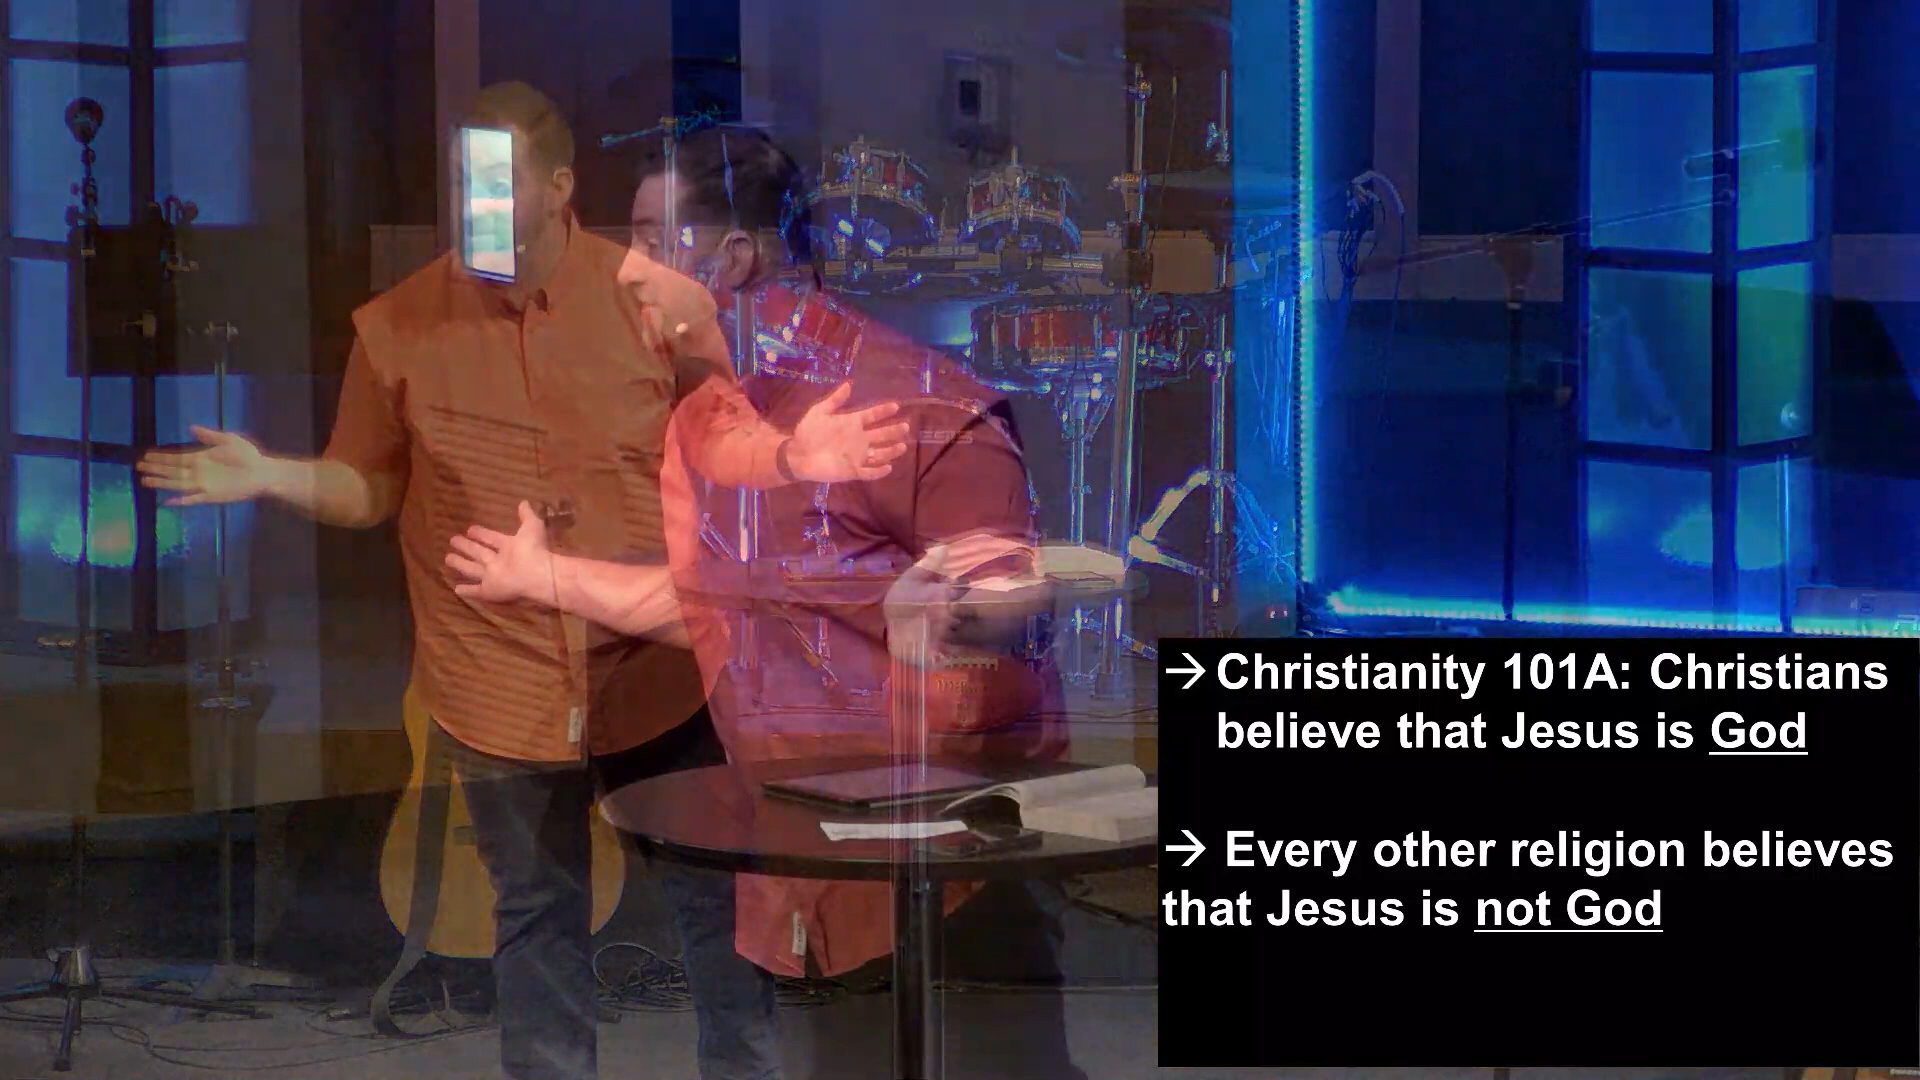 → Christianity 101A: Christians
believe that Jesus is God
→ Every other religion believes
that Jesus is not God